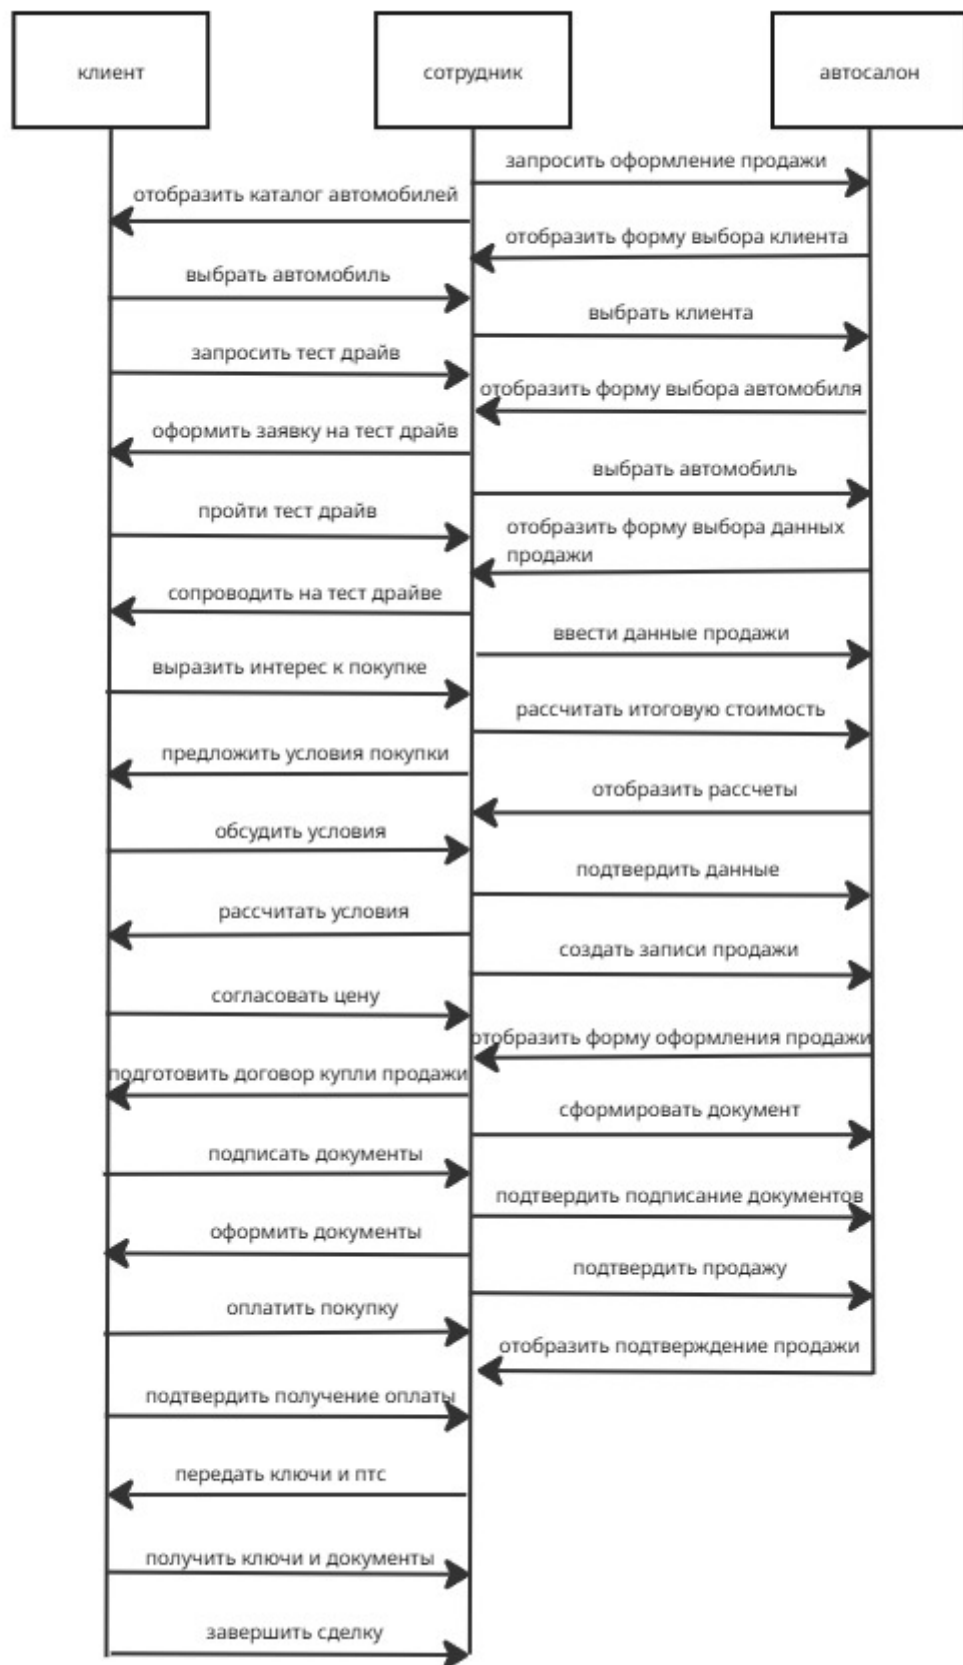 клиент
сотрудник
автосалон
запросить оформление продажи
отобразить каталог автомобилей
отобразить форму выбора клиента
выбрать автомобиль
выбрать клиента
запросить тест драйв
отобразить форму выбора автомобиля
оформить заявку на тест драйв
выбрать автомобиль
пройти тест драйв
отобразить форму выбора данных
продажи
сопроводить на тест драйве
ввести данные продажи
выразить интерес к покупке
рассчитать итоговую стоимость
предложить условия покупки
отобразить рассчеты
обсудить условия
подтвердить данные
рассчитать условия
создать записи продажи
согласовать цену
отобразить форму оформления продажи
подготовить договор купли продажи
сформировать документ
подписать документы
подтвердить подписание документов
оформить документы
подтвердить продажу
оплатить покупку
отобразить подтверждение продажи
подтвердить получение оплаты
передать ключи и птс
получить ключи и документы
завершить сделку